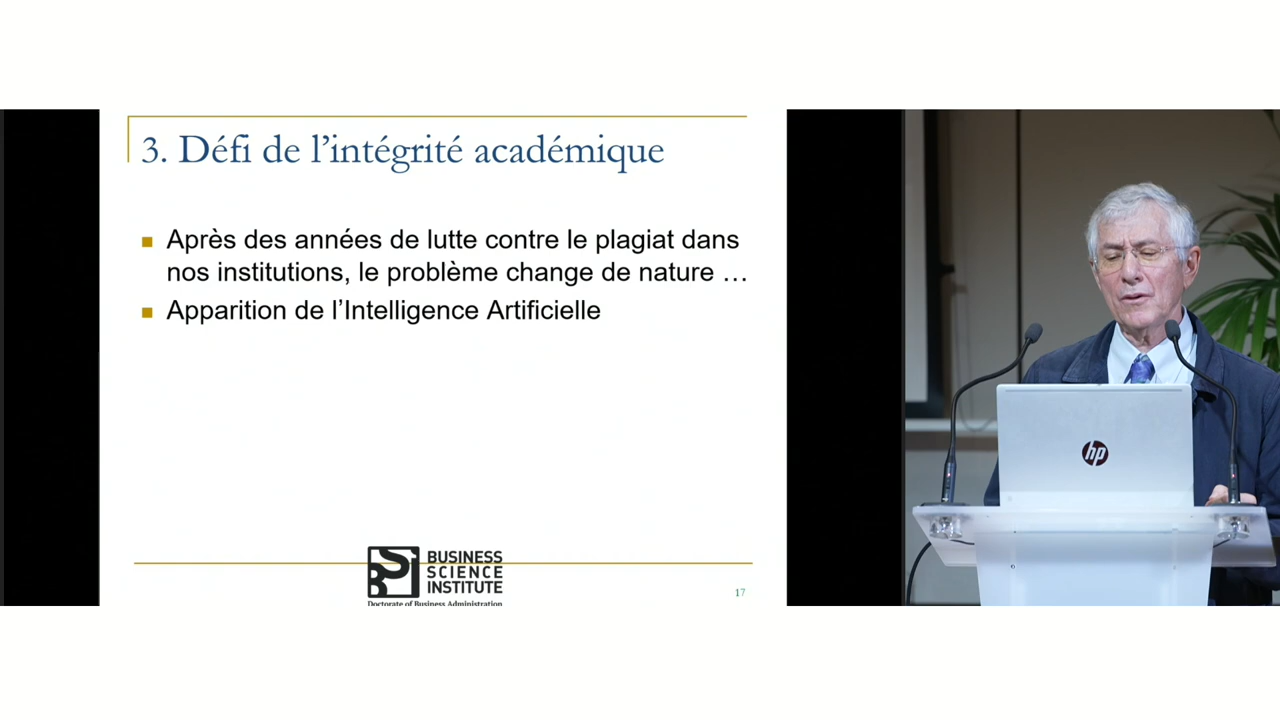 3. Défi de l’intégrité académique
Après des années de lutte contre le plagiat dans
nos institutions, le problème change de nature …
Apparition de l’Intelligence Artificielle
BUSINESS
SCIENCE
INSTITUTE
Doctorate of Business Administration
17
hp